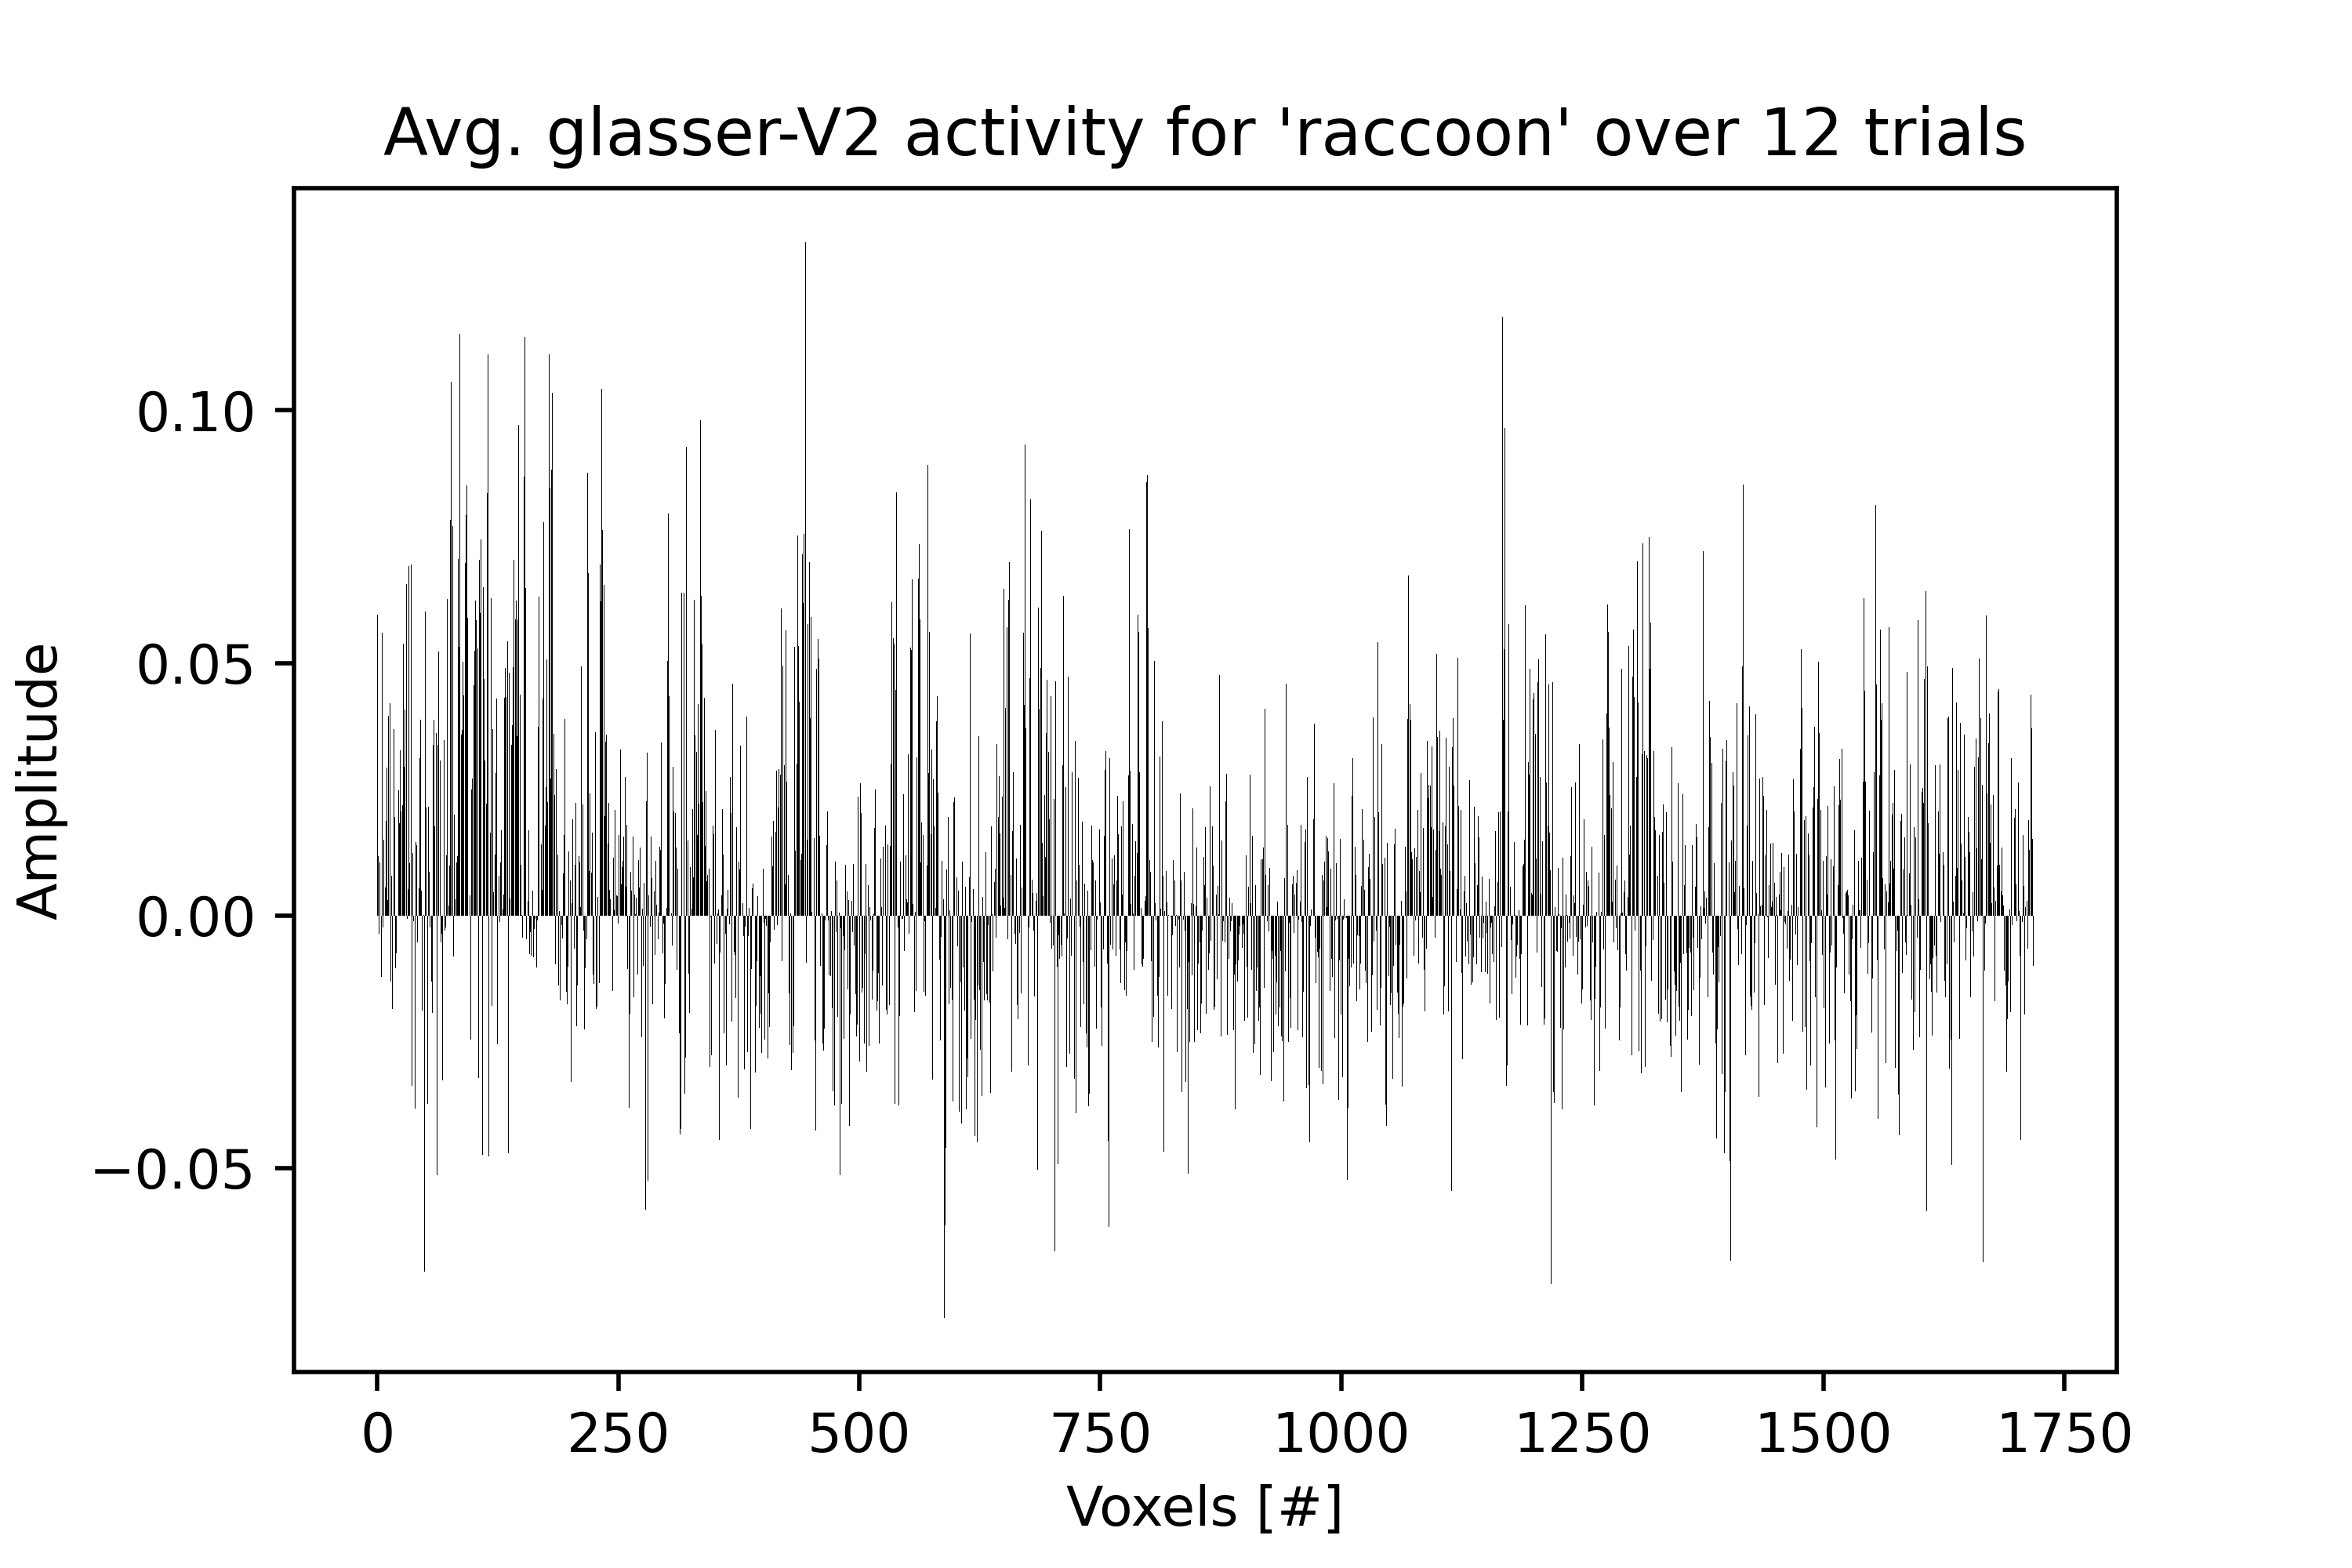 Avg. glasser-V2 activity for 'raccoon' over 12 trials
Amplitude
0.10
0.05
0.00
−0.05
0 250 500 750 1000 1250 1500 1750
Voxels [#]